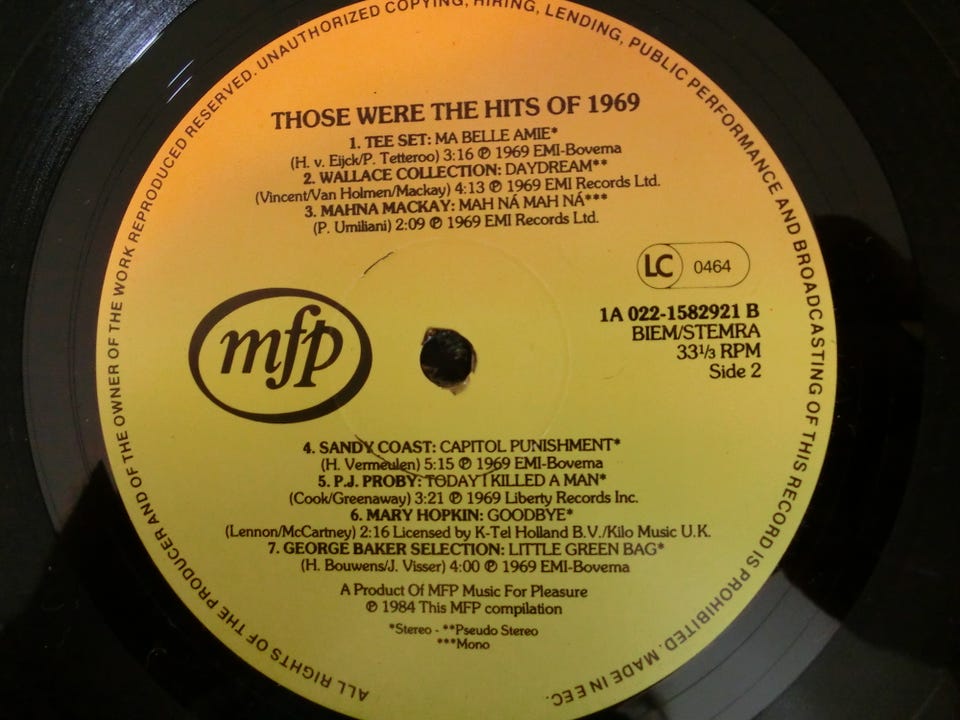 ALL RIGHTS OF THE PRODUCER AND OF THE OWNER OF THE WORK REPRODUCED RESERVED. UNAUTHORIZED COPYING, HIRING, LENDING, PUBLIC PERFORMANCE AND BROADCASTING OF THIS RECORD IS PROHIBITED. MADE IN EEC.
THOSE WERE THE HITS OF 1969
1. TEE SET: MA BELLE AMIE*
(H. v. Eijck/P. Tetteroo) 3:16 ℗ 1969 EMI-Bovema
2. WALLACE COLLECTION: DAYDREAM**
(Vincent/Van Holmen/Mackay) 4:13 ℗ 1969 EMI Records Ltd.
3. MAHNA MACKAY: MAH NÁ MAH NÁ***
(P. Umiliani) 2:09 ℗ 1969 EMI Records Ltd.
LC 0464
mfp
1A 022-1582921 B
BIEM/STEMRA
33 1/3 RPM
Side 2
4. SANDY COAST: CAPITOL PUNISHMENT*
(H. Vermeulen) 5:15 ℗ 1969 EMI-Bovema
5. P.J. PROBY: TODAY I KILLED A MAN*
(Cook/Greenaway) 3:21 ℗ 1969 Liberty Records Inc.
6. MARY HOPKIN: GOODBYE*
(Lennon/McCartney) 2:16 Licensed by K-Tel Holland B.V./Kilo Music U.K.
7. GEORGE BAKER SELECTION: LITTLE GREEN BAG*
(H. Bouwens/J. Visser) 4:00 ℗ 1969 EMI-Bovema
A Product Of MFP Music For Pleasure
℗ 1984 This MFP compilation
*Stereo - **Pseudo Stereo
***Mono